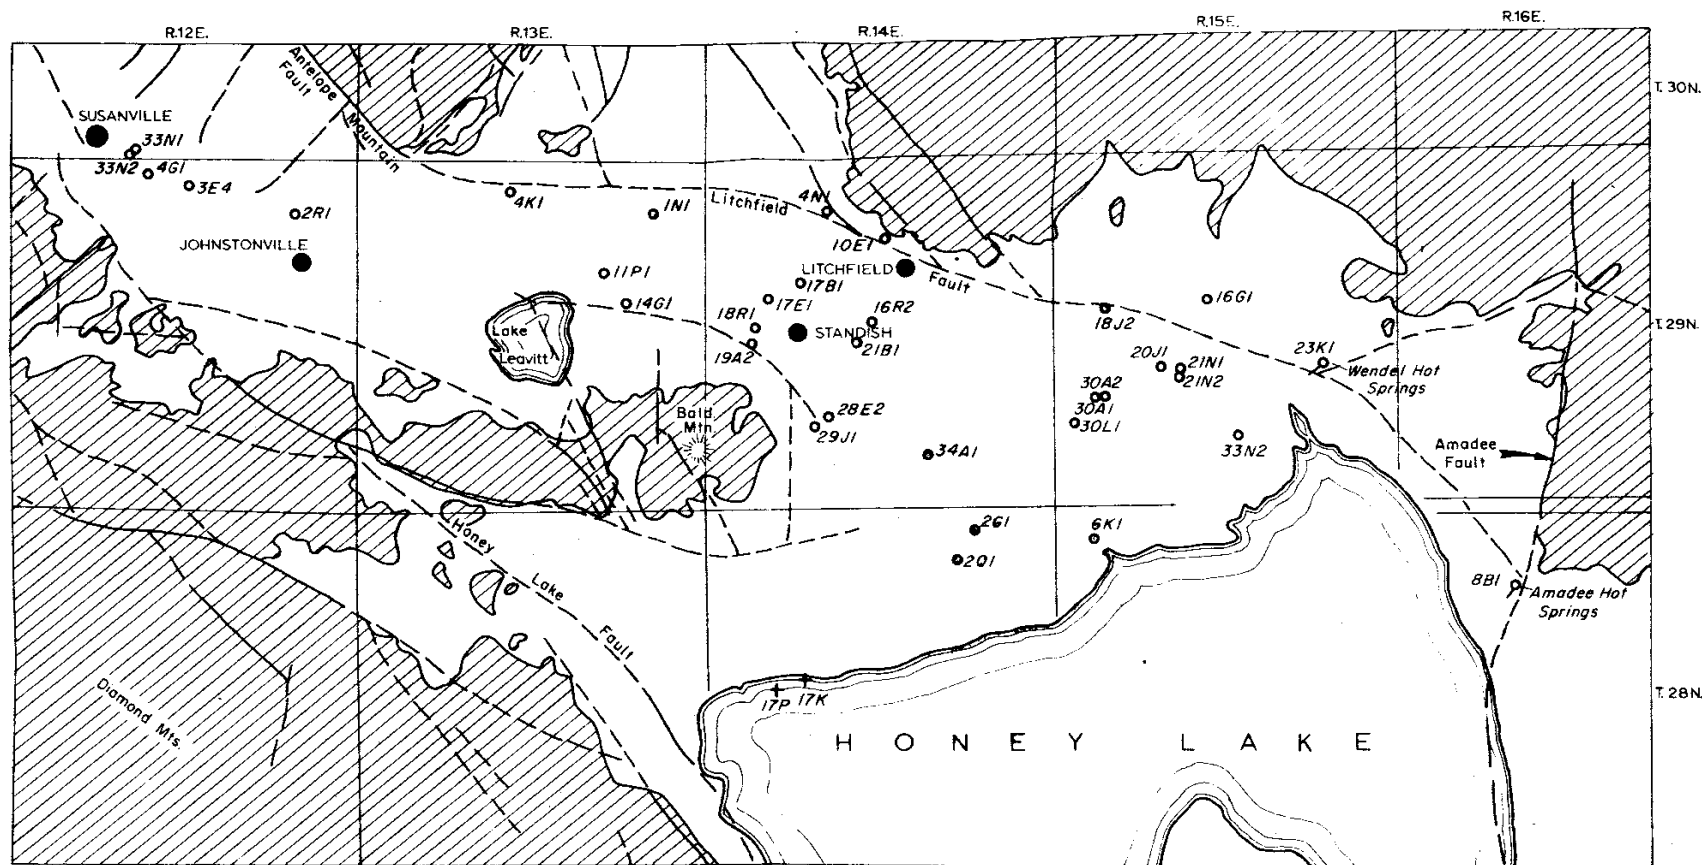 R.12E.
R.13E.
R.14E.
R.15E.
R.16E.
T. 30N.
Antelope
Fault
Mountain
SUSANVILLE
33N1
33N2
4G1
3E4
2R1
JOHNSTONVILLE
4K1
1N1
Litchfield
4N1
10E1
LITCHFIELD
Fault
11P1
14G1
17B1
17E1
16R2
18R1
STANDISH
19A2
21B1
Lake
Leavitt
18J2
16G1
T. 29N.
20J1
21N1
21N2
23K1
Wendel Hot
Springs
30A2
30A1
30L1
33N2
28E2
29J1
Bald
Mtn.
34A1
Amadee
Fault
2G1
2Q1
6K1
8B1
Amadee Hot
Springs
Honey
Lake
Fault
Diamond Mts.
17P
17K
T. 28N.
HONEY LAKE